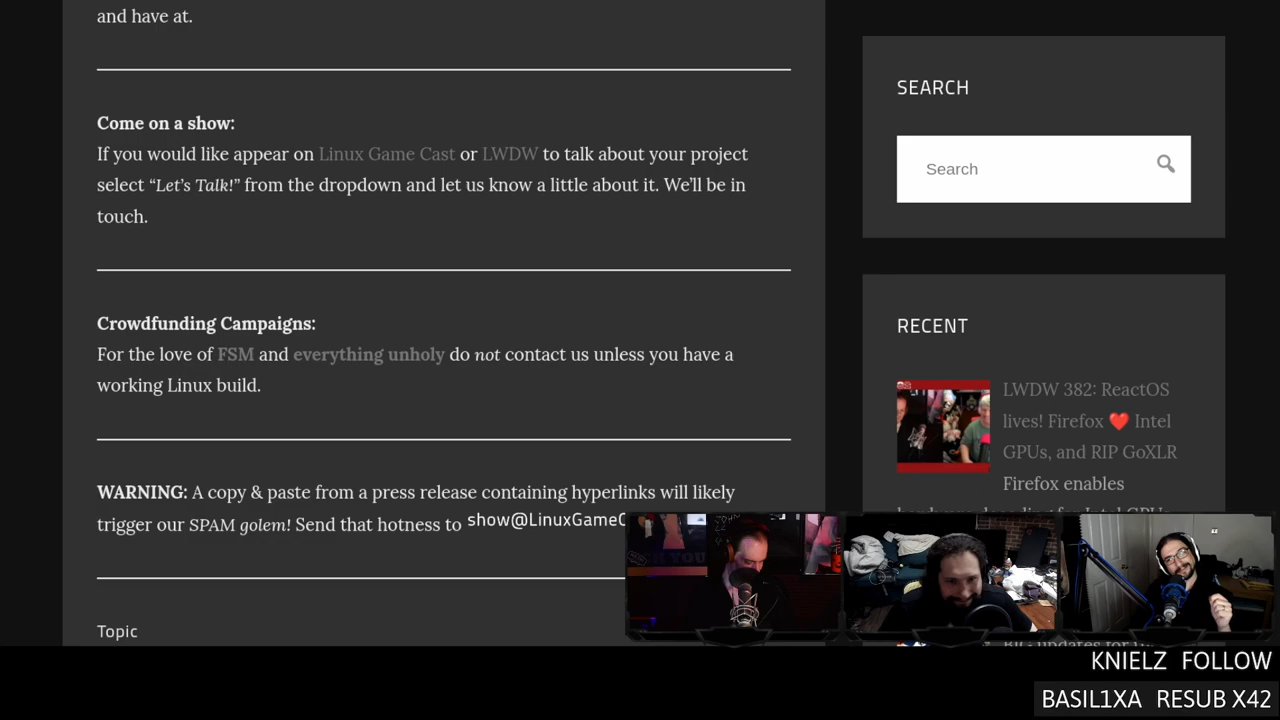 and have at.
Come on a show:
If you would like appear on Linux Game Cast or LWDW to talk about your project
select “Let’s Talk!” from the dropdown and let us know a little about it. We’ll be in
touch.
Crowdfunding Campaigns:
For the love of FSM and everything unholy do not contact us unless you have a
working Linux build.
WARNING: A copy & paste from a press release containing hyperlinks will likely
trigger our SPAM golem! Send that hotness to show@LinuxGameC
Topic
SEARCH
Search
RECENT
LWDW 382: ReactOS
lives! Firefox ❤️ Intel
GPUs, and RIP GoXLR
Firefox enables
KNIELZ FOLLOW
BASIL1XA RESUB X42